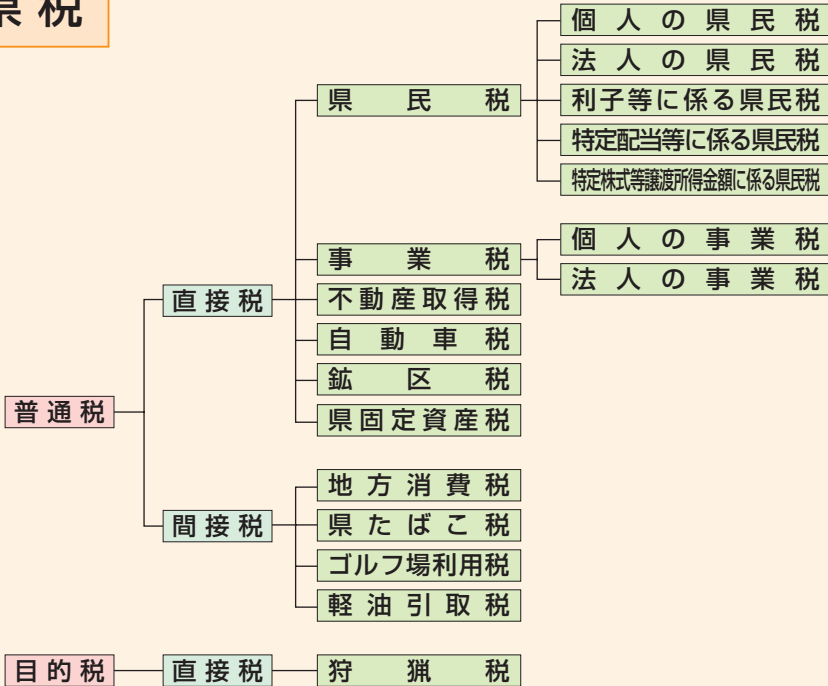 県税
個人の県民税
法人の県民税
県民税
利子等に係る県民税
特定配当等に係る県民税
特定株式等譲渡所得金額に係る県民税
個人の事業税
事業税
法人の事業税
直接税
不動産取得税
自動車税
鉱区税
普通税
県固定資産税
地方消費税
間接税
県たばこ税
ゴルフ場利用税
軽油引取税
目的税
直接税
狩猟税